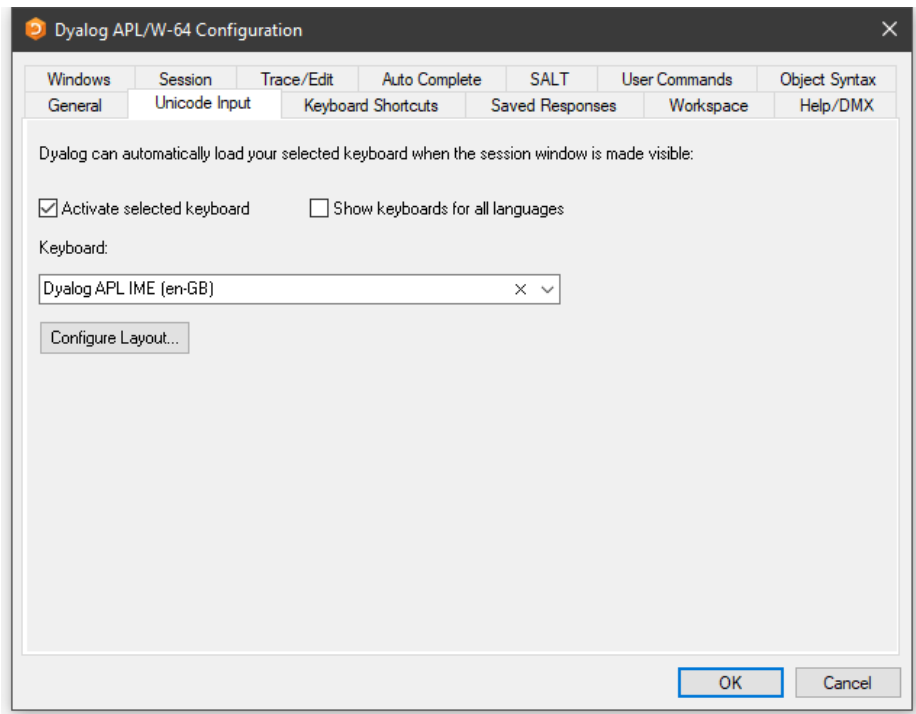 Dyalog APL/W-64 Configuration
Windows Session Trace/Edit Auto Complete SALT User Commands Object Syntax
General Unicode Input Keyboard Shortcuts Saved Responses Workspace Help/DMX
Dyalog can automatically load your selected keyboard when the session window is made visible:
Activate selected keyboard Show keyboards for all languages
Keyboard:
Dyalog APL IME (en-GB)
Configure Layout...
OK Cancel